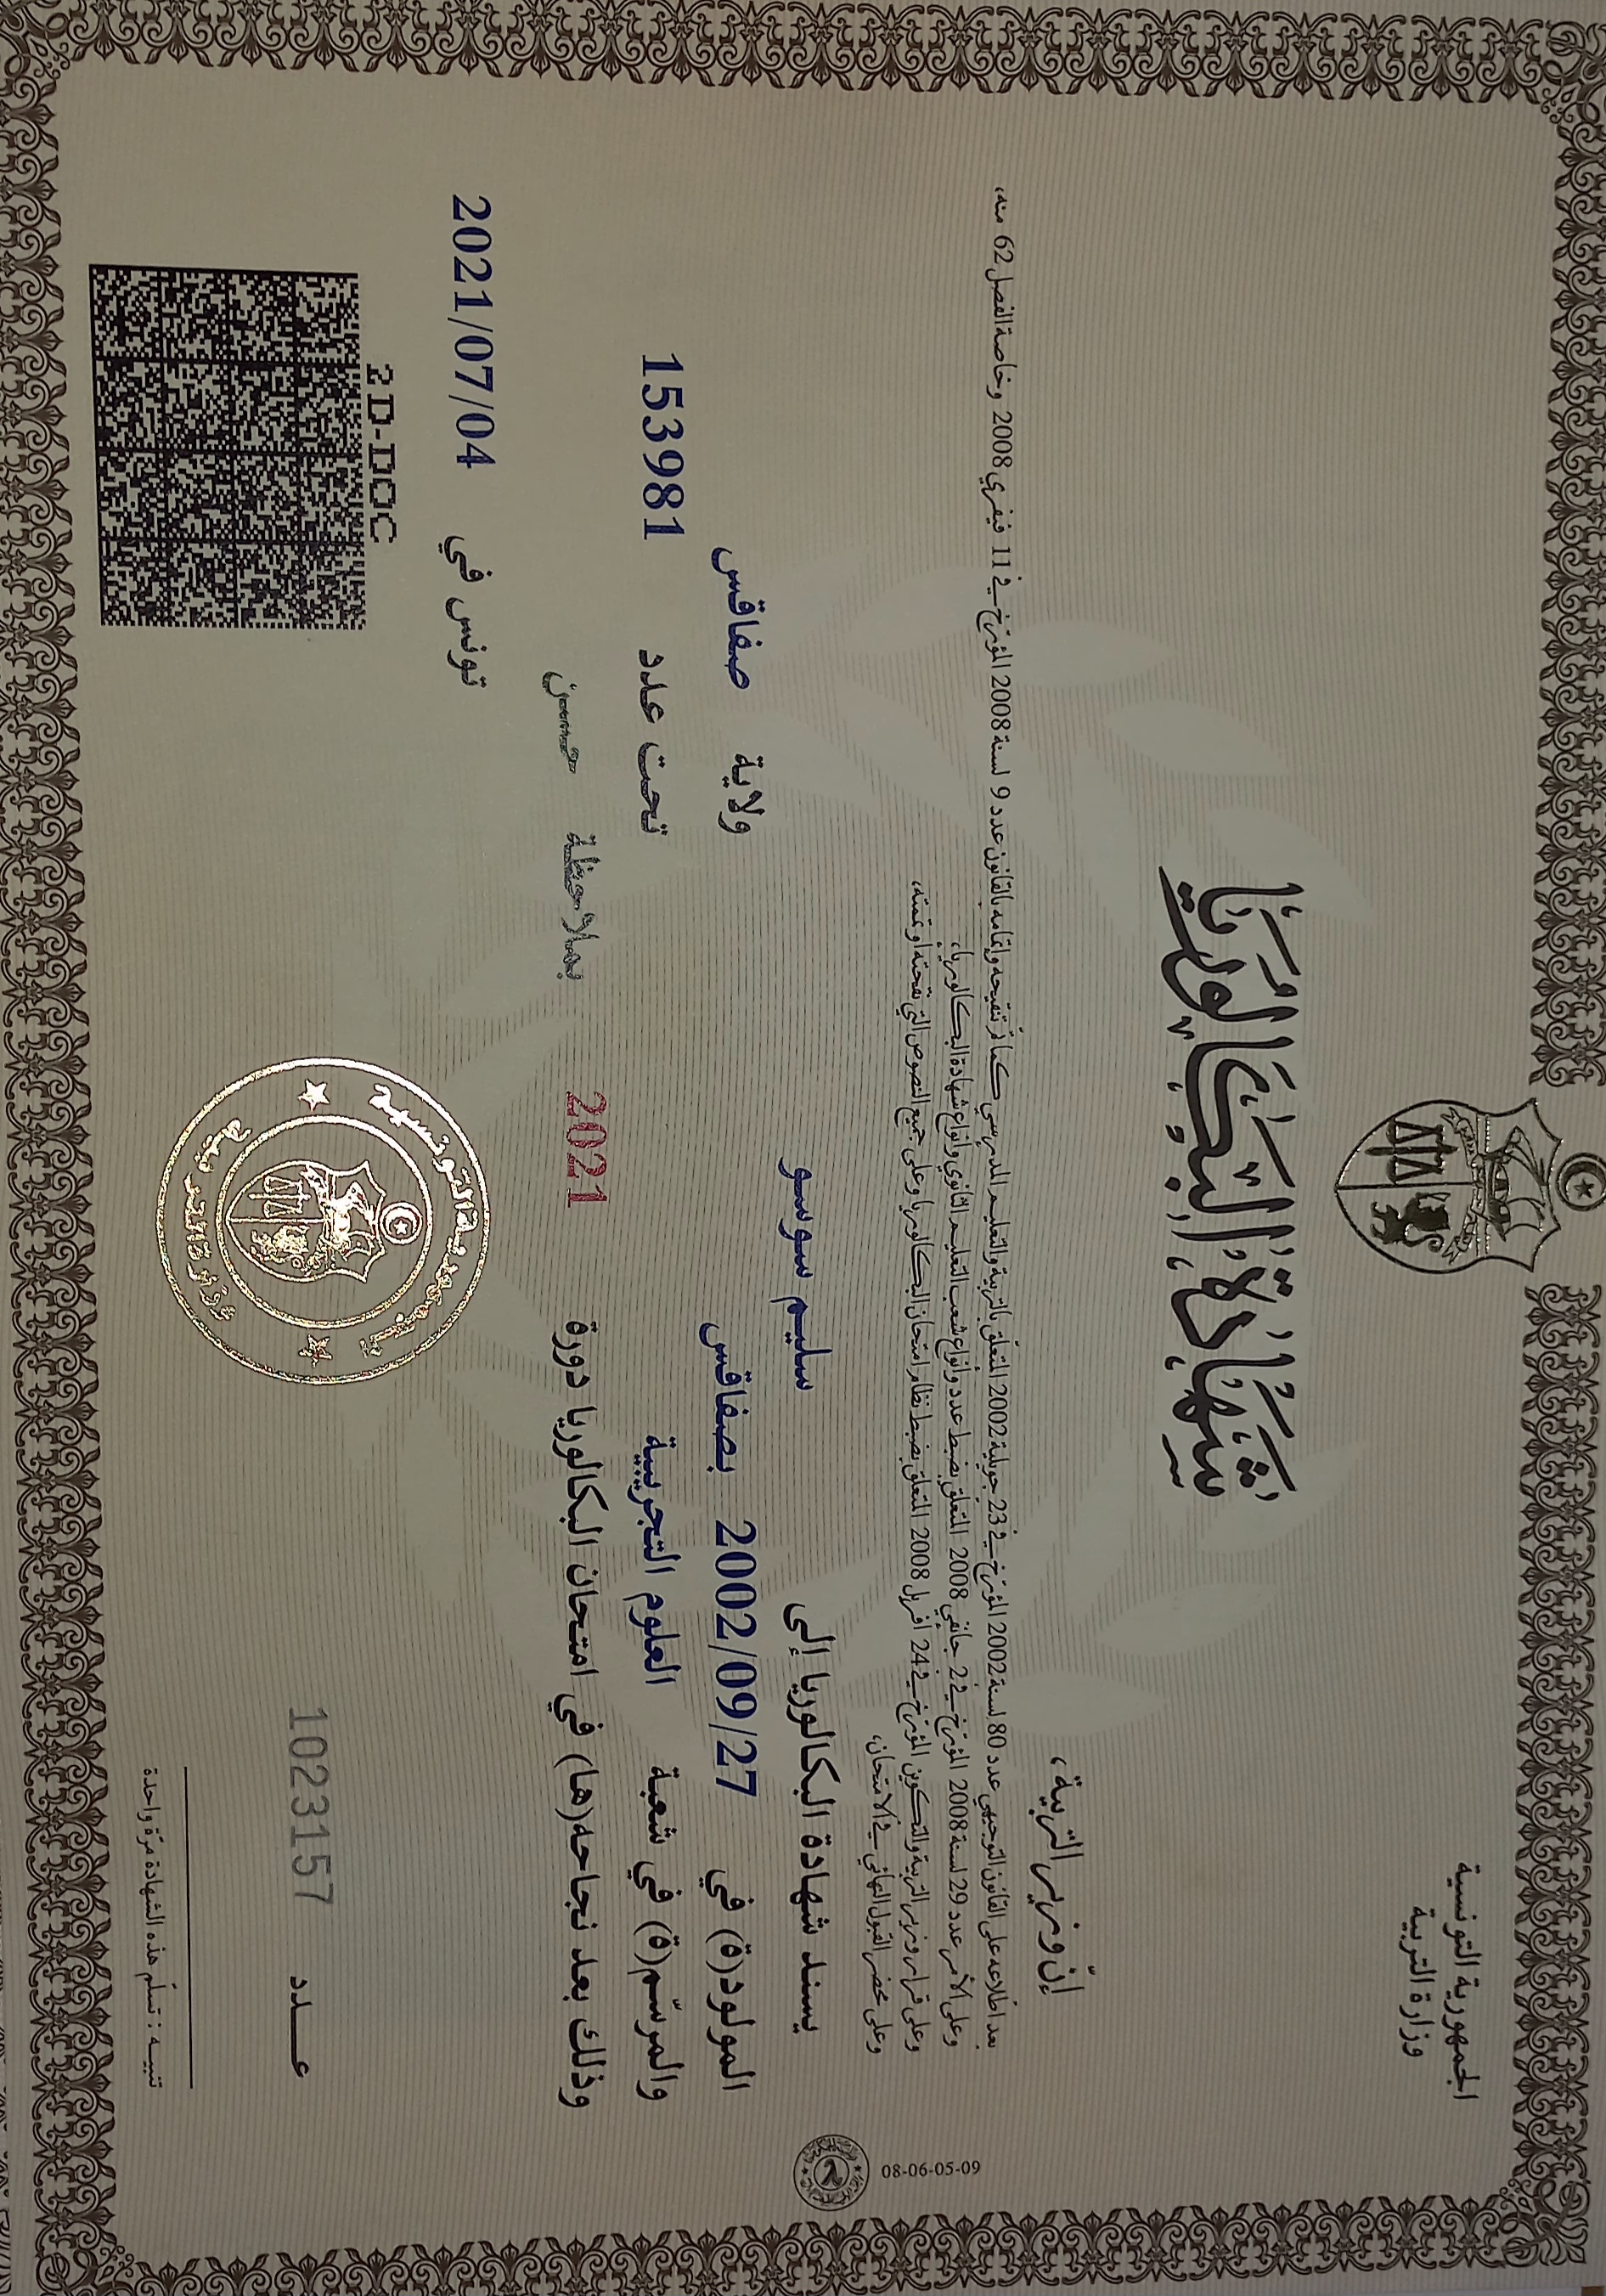 الجمهورية التونسية
وزارة التربية
شهادة البكالوريا
إنّ وزير التربية،
بعد اطّلاعه على القانون التوجيهي عدد 80 لسنة 2002 المؤرّخ في 23 جويلية 2002 المتعلّق بالتربية والتعليم المدرسي كما تمّ تنقيحه وإتمامه بالقانون عدد 9 لسنة 2008 المؤرّخ في 11 فيفري 2008 وخاصة الفصل 62 منه،
وعلى الأمر عدد 29 لسنة 2008 المؤرّخ في 2 جانفي 2008 المتعلّق بضبط عدد وأنواع شعب التعليم الثانوي وأنواع شهادة البكالوريا،
وعلى قرار وزير التربية والتكوين المؤرّخ في 24 أفريل 2008 المتعلّق بضبط نظام امتحان البكالوريا وعلى جميع النصوص التي نقحته أو تممته،
وعلى محضر القبول النهائي في الامتحان،
08-06-05-09
يسند شهادة البكالوريا إلى سليم سوسو
المولود(ة) في 2002/09/27 بصفاقس ولاية صفاقس
والمرسّم(ة) في شعبة العلوم التجريبية تحت عدد 153981
وذلك بعد نجاحه(ها) في امتحان البكالوريا دورة 2021 بملاحظة حسن
تونس في 2021/07/04
2D-DOC
الجمهورية التونسية
وزارة التربية
عـــدد 1023157
تنبيـه : تسلّم هذه الشهادة مرّة واحدة